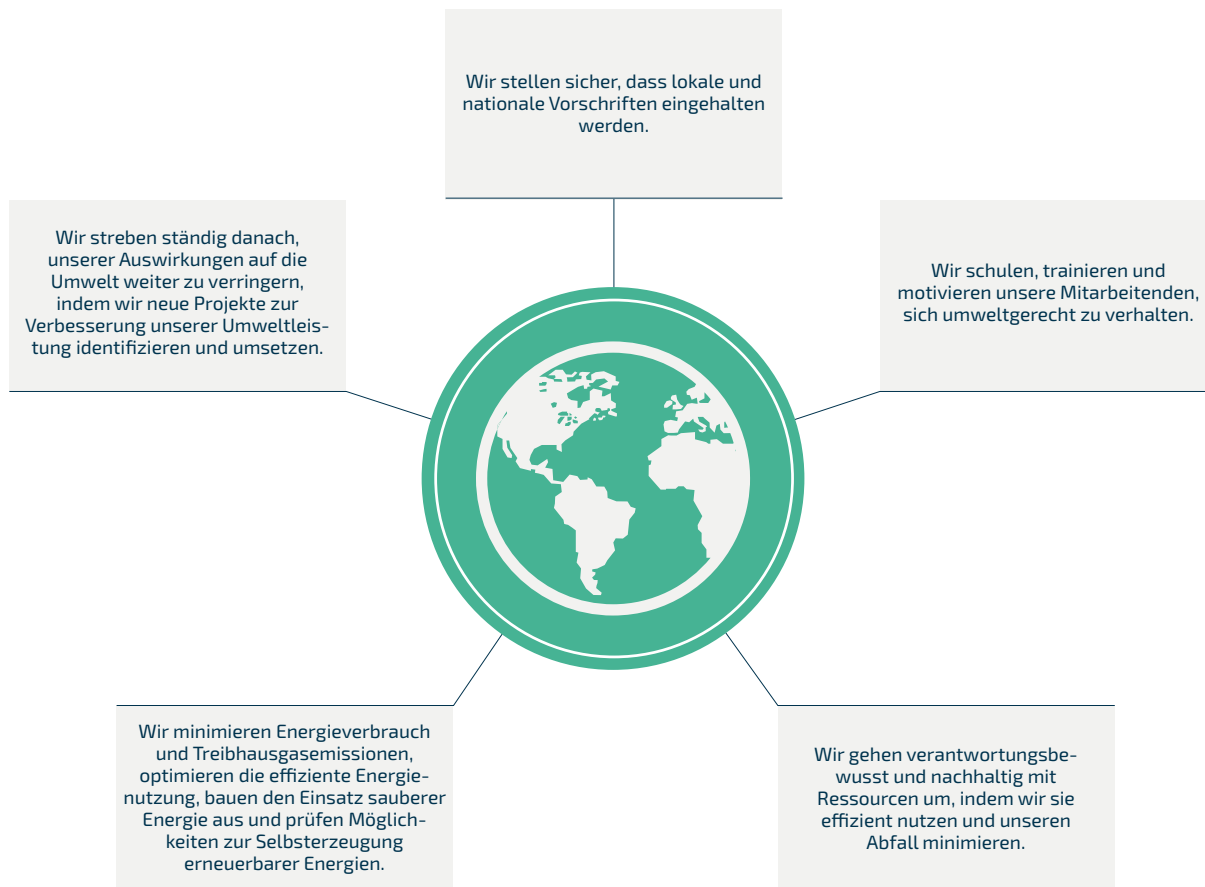 Wir stellen sicher, dass lokale und
nationale Vorschriften eingehalten
werden.
Wir streben ständig danach,
unserer Auswirkungen auf die
Umwelt weiter zu verringern,
indem wir neue Projekte zur
Verbesserung unserer Umweltleis-
tung identifizieren und umsetzen.
Wir schulen, trainieren und
motivieren unsere Mitarbeitenden,
sich umweltgerecht zu verhalten.
Wir minimieren Energieverbrauch
und Treibhausgasemissionen,
optimieren die effiziente Energie-
nutzung, bauen den Einsatz sauberer
Energie aus und prüfen Möglich-
keiten zur Selbsterzeugung
erneuerbarer Energien.
Wir gehen verantwortungsbe-
wusst und nachhaltig mit
Ressourcen um, indem wir sie
effizient nutzen und unseren
Abfall minimieren.